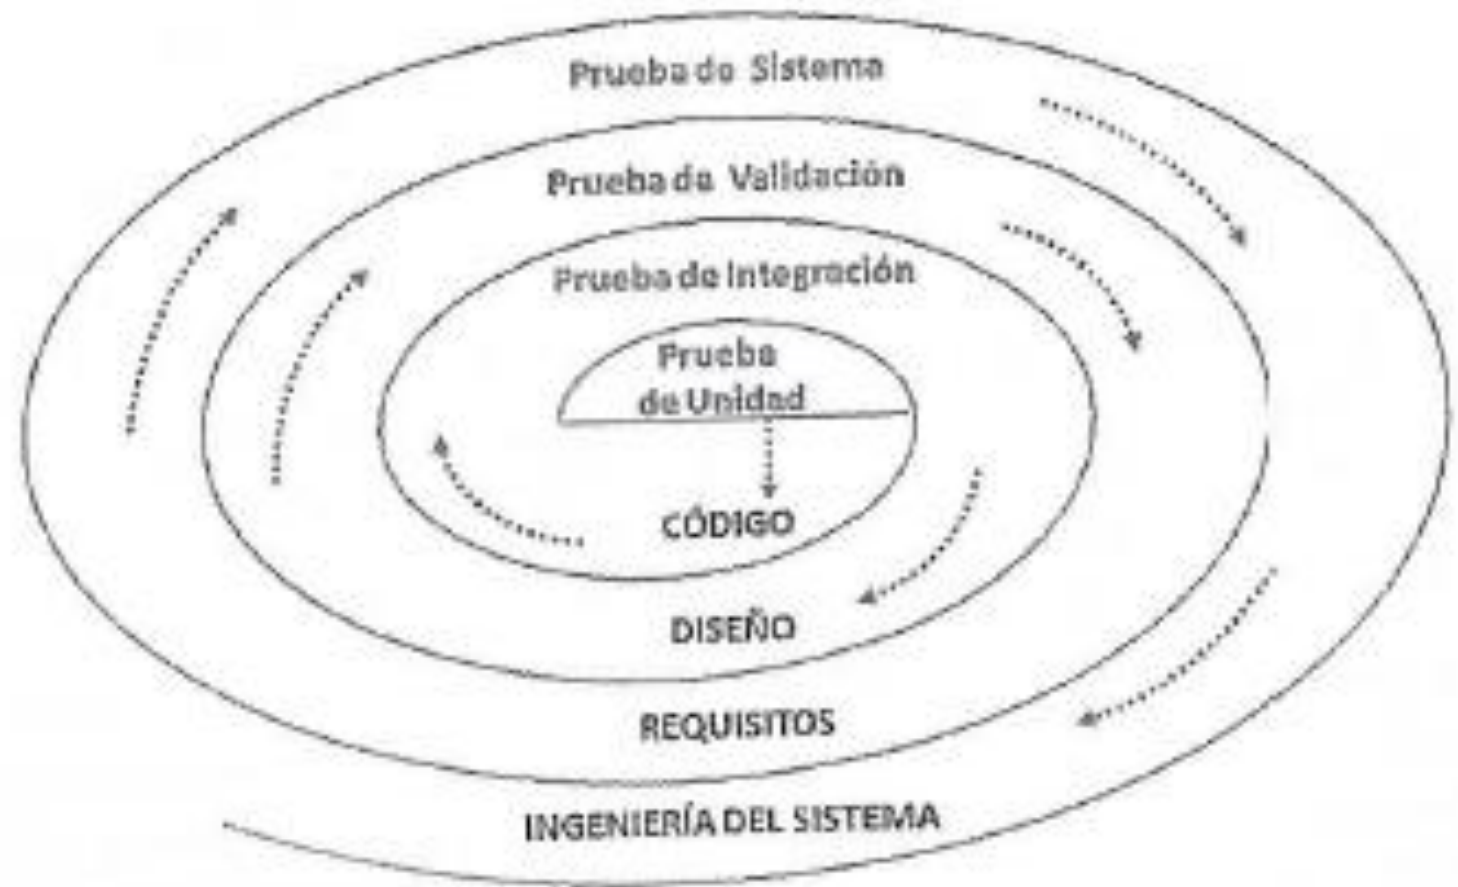 Prueba de Sistema
Prueba de Validación
Prueba de Integración
Prueba
de Unidad
CÓDIGO
DISEÑO
REQUISITOS
INGENIERÍA DEL SISTEMA